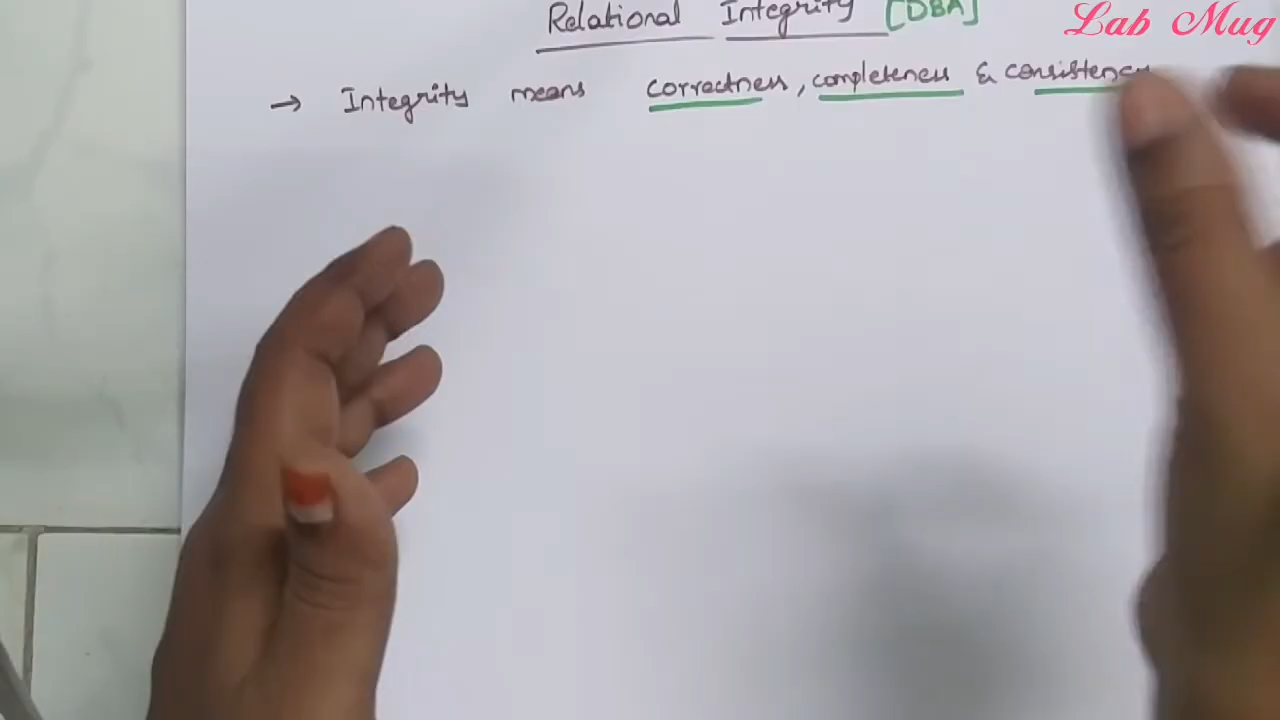 Relational Integrity [DBA]
Lab Mug
→ Integrity means correctness, completeness & consistency